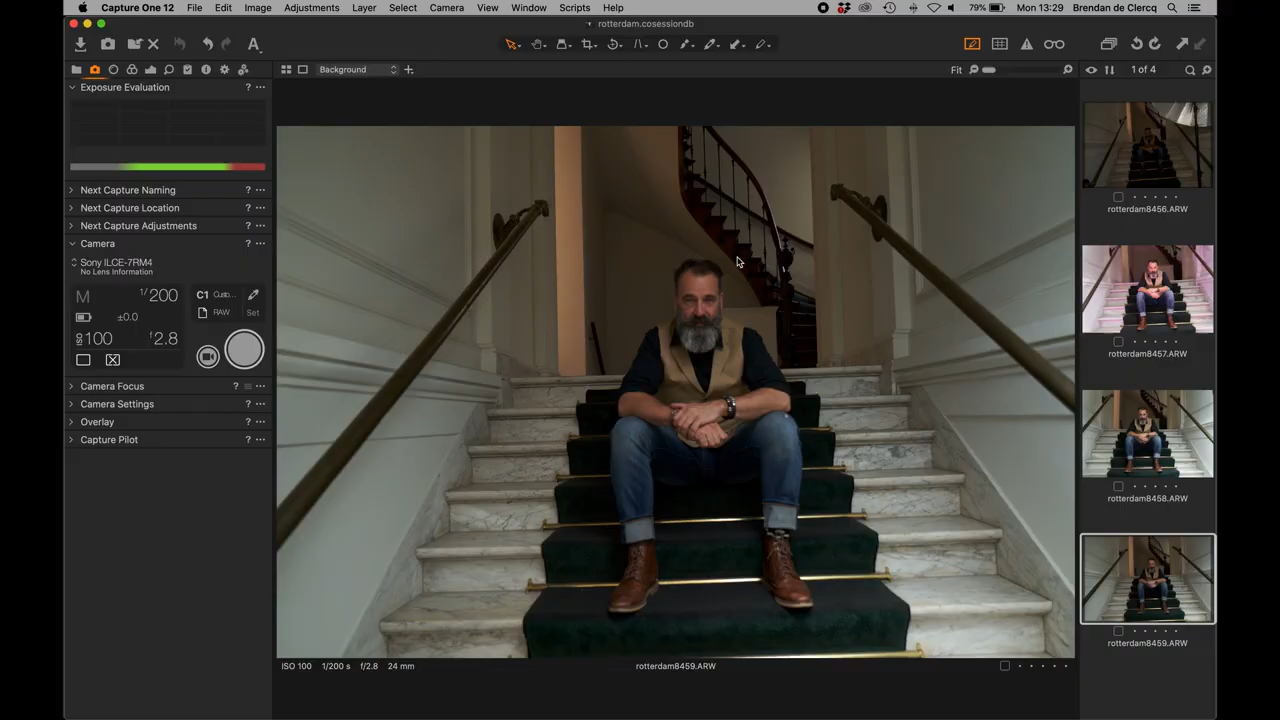 Capture One 12 File Edit Image Adjustments Layer Select Camera View Window Scripts Help 79% Mon 13:29 Brendan de Clercq
rotterdam.cosessiondb
Background Fit 1 of 4
Exposure Evaluation ? ...
Next Capture Naming ? ...
Next Capture Location ? ...
Next Capture Adjustments ? ...
Camera ? ...
Sony ILCE-7RM4
No Lens Information
M 1/200 C1 Custo...
±0.0 RAW Set
ISO 100 f2.8
Camera Focus ? ...
Camera Settings ? ...
Overlay ? ...
Capture Pilot ? ...
ISO 100 1/200 s f/2.8 24 mm rotterdam8459.ARW
rotterdam8456.ARW
rotterdam8457.ARW
rotterdam8458.ARW
rotterdam8459.ARW